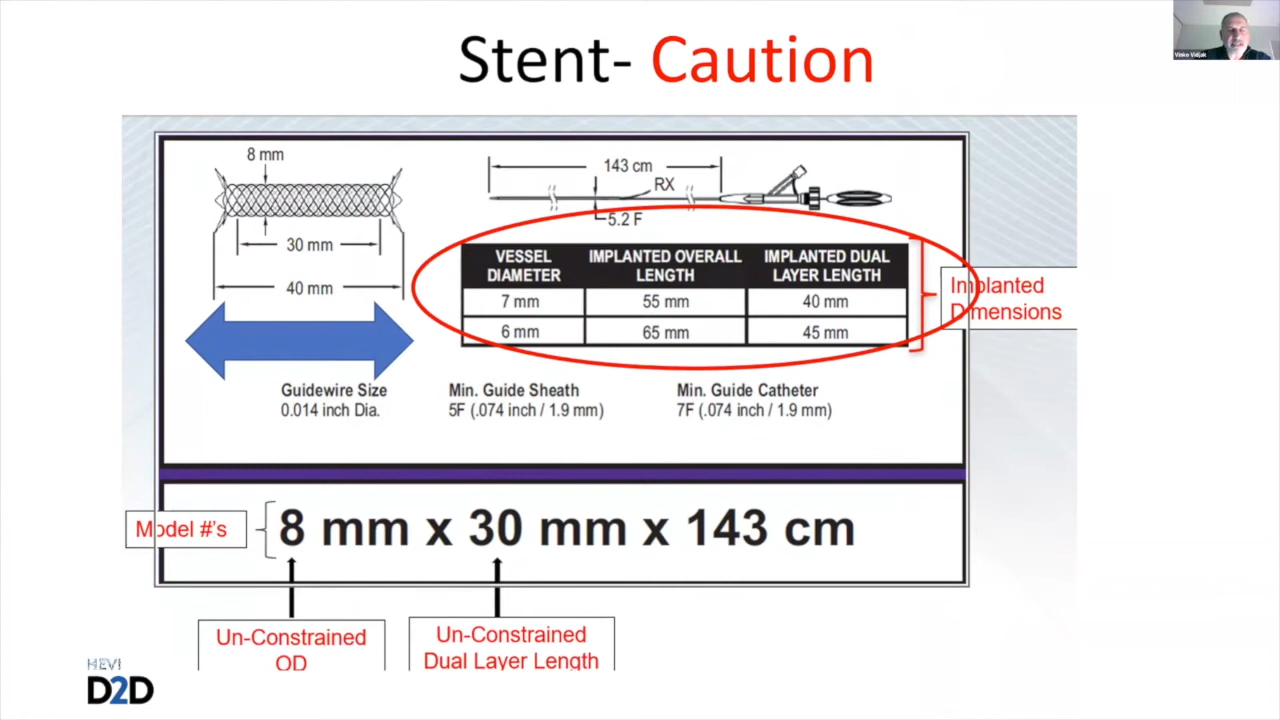 Stent- Caution
Vinko Vidjak
8 mm
30 mm
40 mm
143 cm
RX
5.2 F
VESSEL DIAMETER IMPLANTED OVERALL LENGTH IMPLANTED DUAL LAYER LENGTH
7 mm 55 mm 40 mm
6 mm 65 mm 45 mm
Implanted
Dimensions
Guidewire Size
0.014 inch Dia.
Min. Guide Sheath
5F (.074 inch / 1.9 mm)
Min. Guide Catheter
7F (.074 inch / 1.9 mm)
Model #'s
8 mm x 30 mm x 143 cm
Un-Constrained
OD
Un-Constrained
Dual Layer Length
HEVI
D2D